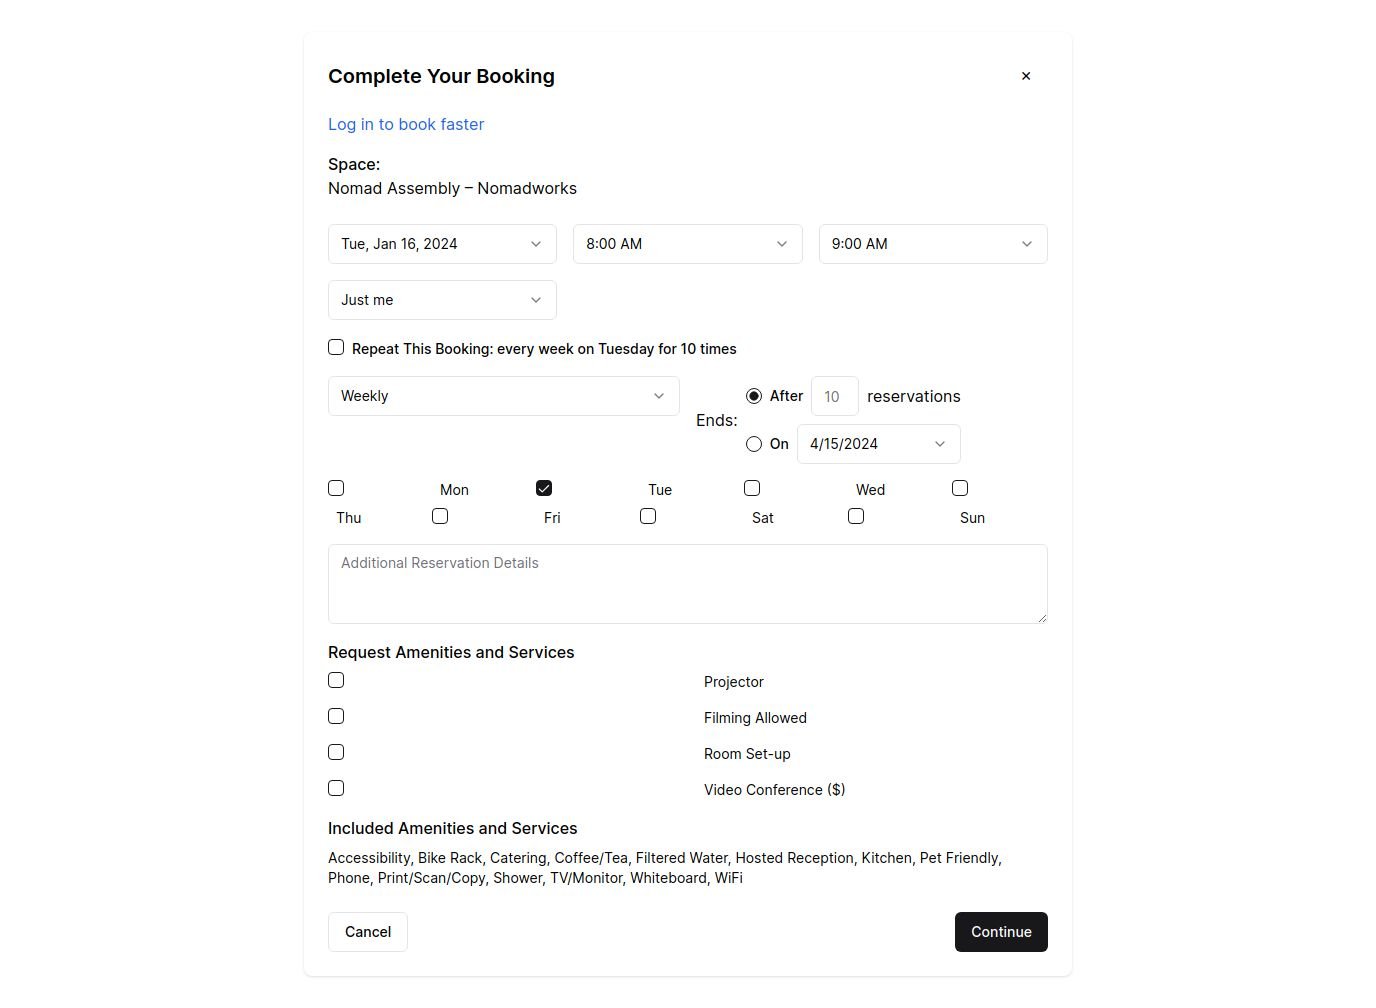 Complete Your Booking
Log in to book faster
Space:
Nomad Assembly – Nomadworks
Tue, Jan 16, 2024 8:00 AM 9:00 AM
Just me
Repeat This Booking: every week on Tuesday for 10 times
Weekly
Ends:
After 10 reservations
On 4/15/2024
Mon Tue Wed
Thu Fri Sat Sun
Additional Reservation Details
Request Amenities and Services
Projector
Filming Allowed
Room Set-up
Video Conference ($)
Included Amenities and Services
Accessibility, Bike Rack, Catering, Coffee/Tea, Filtered Water, Hosted Reception, Kitchen, Pet Friendly,
Phone, Print/Scan/Copy, Shower, TV/Monitor, Whiteboard, WiFi
Cancel Continue